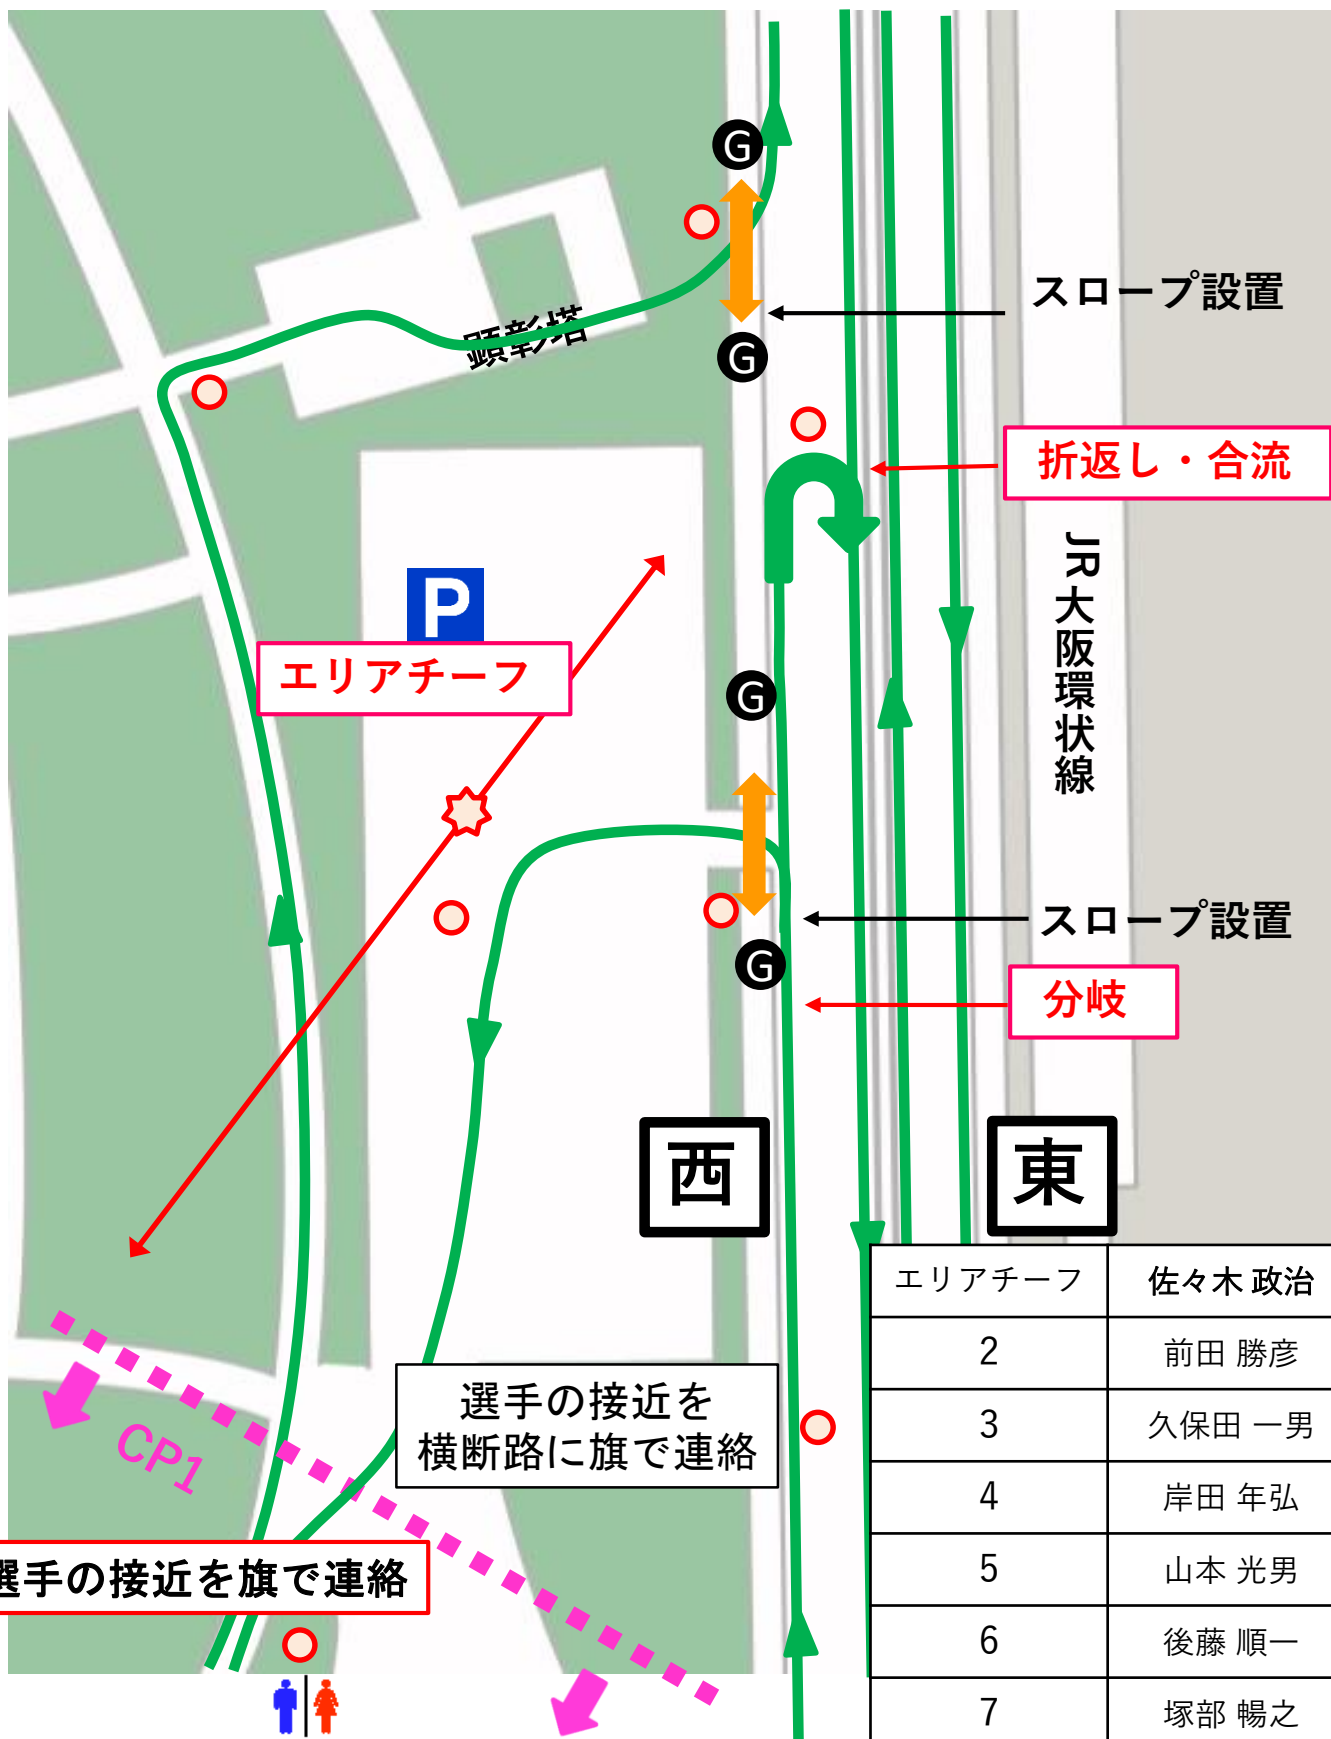 G
スロープ設置
顕彰塔
G
折返し・合流
JR大阪環状線
P
エリアチーフ
G
スロープ設置
G
分岐
西
東
エリアチーフ 佐々木 政治
2 前田 勝彦
3 久保田 一男
4 岸田 年弘
5 山本 光男
6 後藤 順一
7 塚部 暢之
選手の接近を
横断路に旗で連絡
CP1
選手の接近を旗で連絡